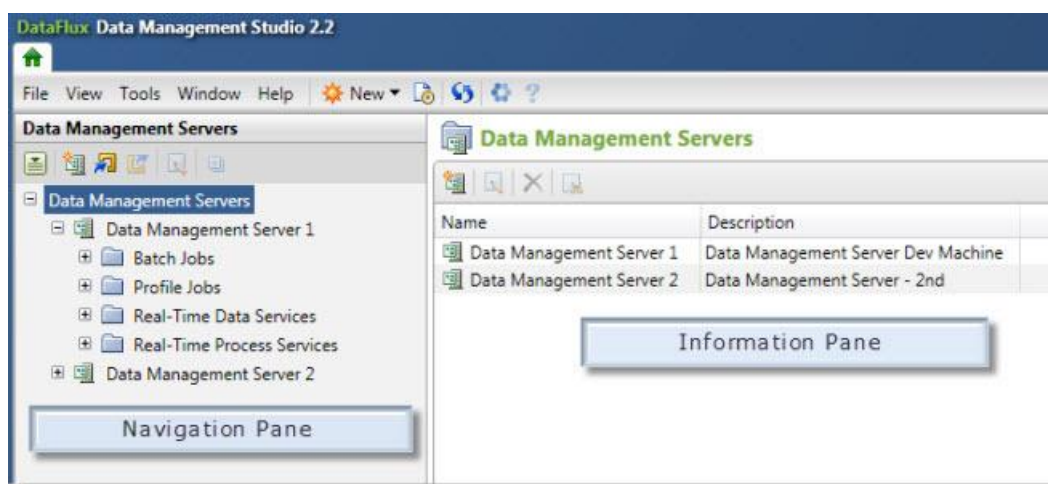 DataFlux Data Management Studio 2.2
File View Tools Window Help New
Data Management Servers
Data Management Servers
Data Management Server 1
Batch Jobs
Profile Jobs
Real-Time Data Services
Real-Time Process Services
Data Management Server 2
Navigation Pane
Data Management Servers
Name Description
Data Management Server 1 Data Management Server Dev Machine
Data Management Server 2 Data Management Server - 2nd
Information Pane